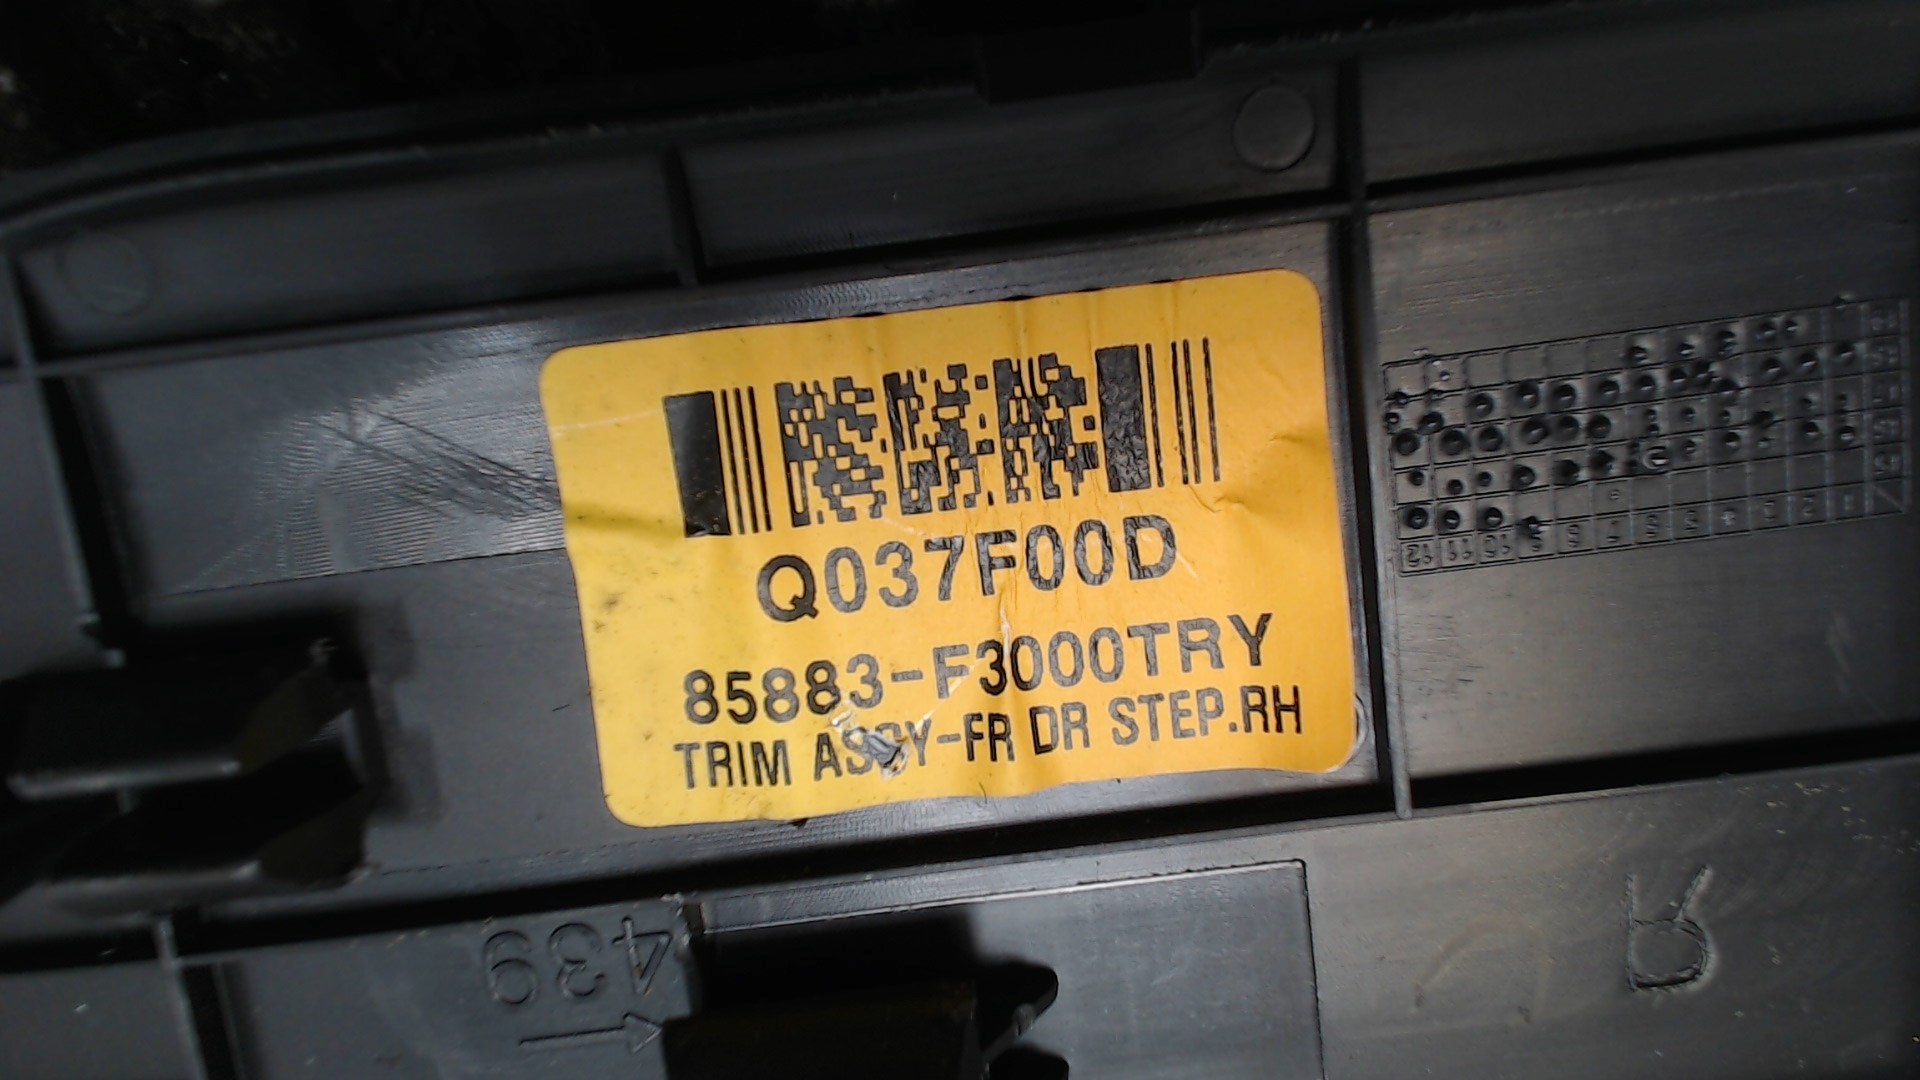 Q037F00D
85883-F3000TRY
TRIM ASSY-FR DR STEP.RH
439
R